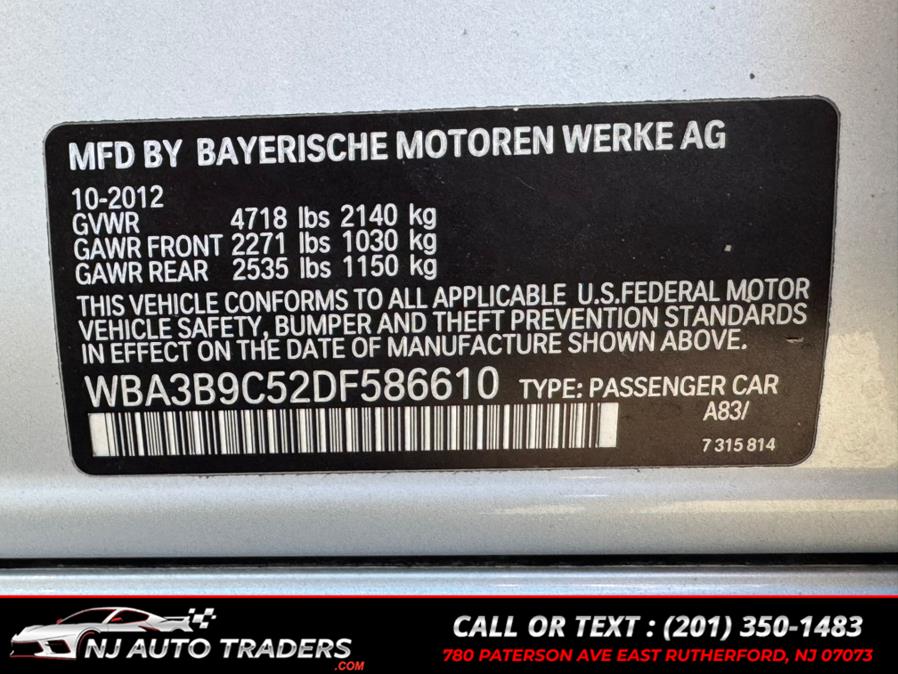 MFD BY BAYERISCHE MOTOREN WERKE AG
10-2012
GVWR 4718 lbs 2140 kg
GAWR FRONT 2271 lbs 1030 kg
GAWR REAR 2535 lbs 1150 kg
THIS VEHICLE CONFORMS TO ALL APPLICABLE U.S.FEDERAL MOTOR
VEHICLE SAFETY, BUMPER AND THEFT PREVENTION STANDARDS
IN EFFECT ON THE DATE OF MANUFACTURE SHOWN ABOVE.
WBA3B9C52DF586610 TYPE: PASSENGER CAR
A83/
7 315 814
NJ AUTO TRADERS
.COM
CALL OR TEXT : (201) 350-1483
780 PATERSON AVE EAST RUTHERFORD, NJ 07073